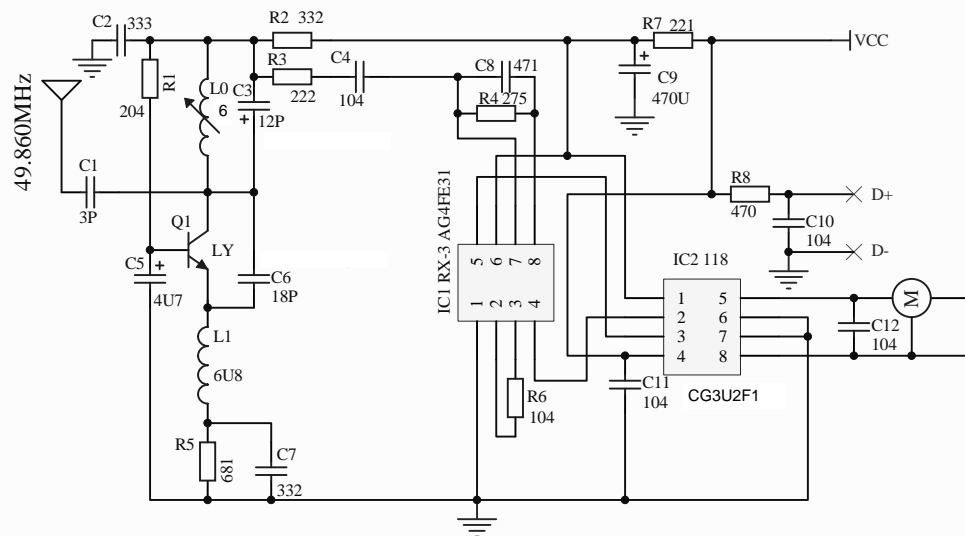 C2 333
R2 332
R7 221
VCC
R1
204
L0
6
R3
222
C3
12P
C4
104
C8 471
R4 275
C9
470U
49.860MHz
C1
3P
Q1
LY
C5
4U7
C6
18P
L1
6U8
R5
681
C7
332
IC1 RX-3 AG4FE31
5 6 7 8
1 2 3 4
R6
104
R8
470
D+
C10
104
D-
IC2 118
1 5
2 6
3 7
4 8
CG3U2F1
C11
104
C12
104
M